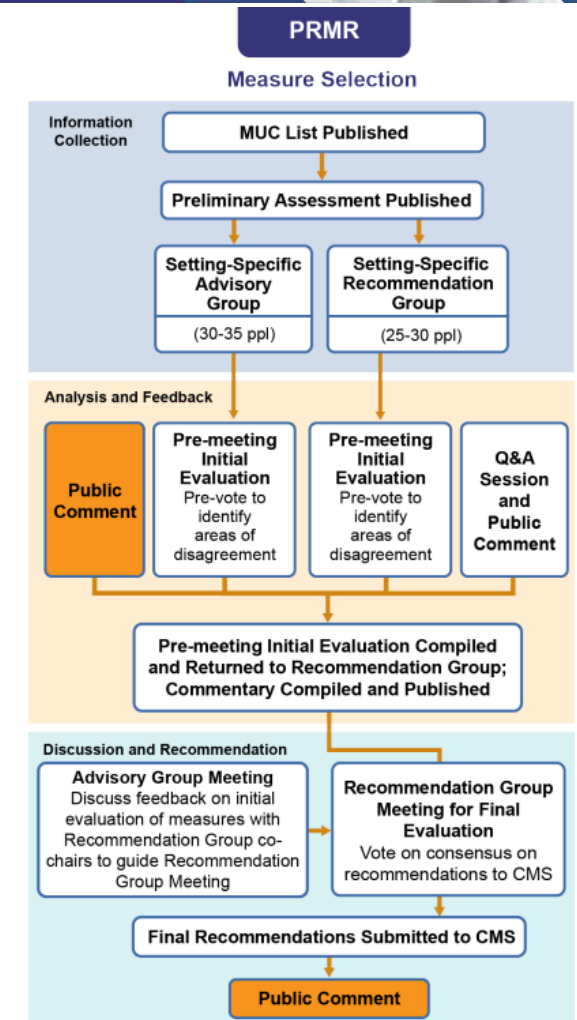 PRMR
Measure Selection
Information
Collection
MUC List Published
Preliminary Assessment Published
Setting-Specific
Advisory
Group
(30-35 ppl)
Setting-Specific
Recommendation
Group
(25-30 ppl)
Analysis and Feedback
Public
Comment
Pre-meeting
Initial
Evaluation
Pre-vote to
identify
areas of
disagreement
Pre-meeting
Initial
Evaluation
Pre-vote to
identify
areas of
disagreement
Q&A
Session
and
Public
Comment
Pre-meeting Initial Evaluation Compiled
and Returned to Recommendation Group;
Commentary Compiled and Published
Discussion and Recommendation
Advisory Group Meeting
Discuss feedback on initial
evaluation of measures with
Recommendation Group co-
chairs to guide Recommendation
Group Meeting
Recommendation Group
Meeting for Final
Evaluation
Vote on consensus on
recommendations to CMS
Final Recommendations Submitted to CMS
Public Comment